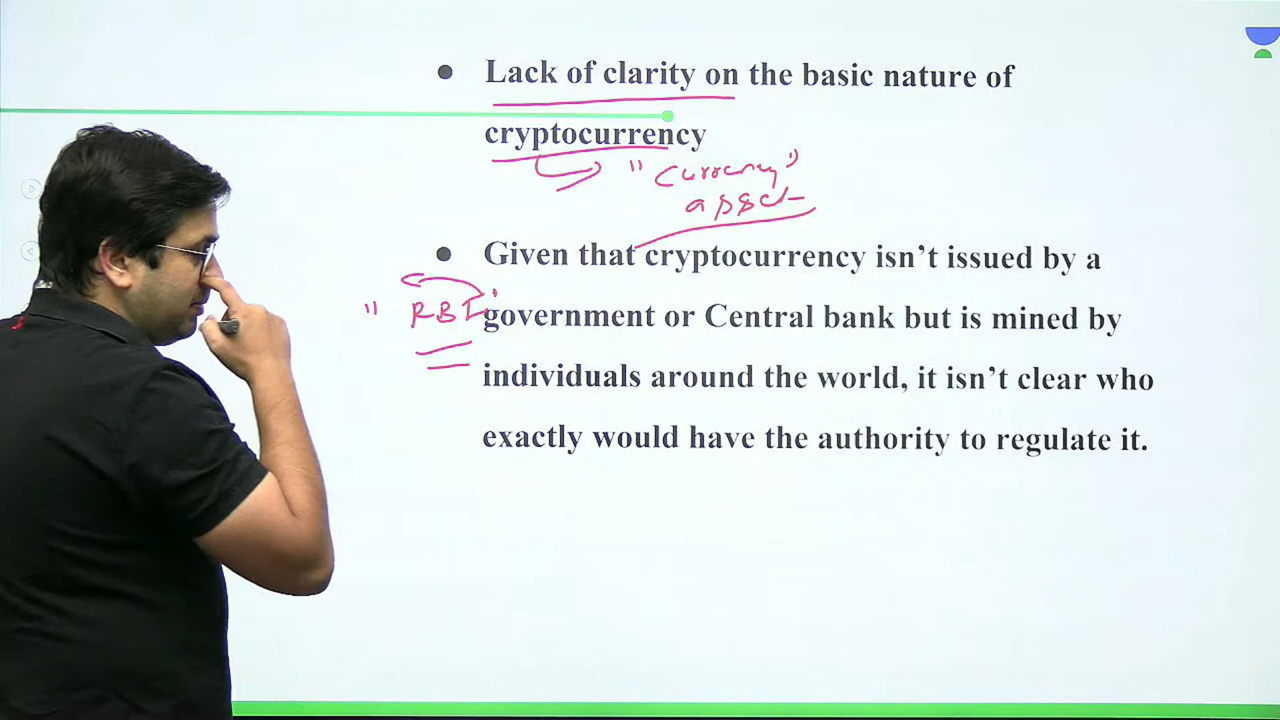 ● Lack of clarity on the basic nature of
cryptocurrency
"Currency"
asset
● Given that cryptocurrency isn't issued by a
"RBI" government or Central bank but is mined by
individuals around the world, it isn't clear who
exactly would have the authority to regulate it.